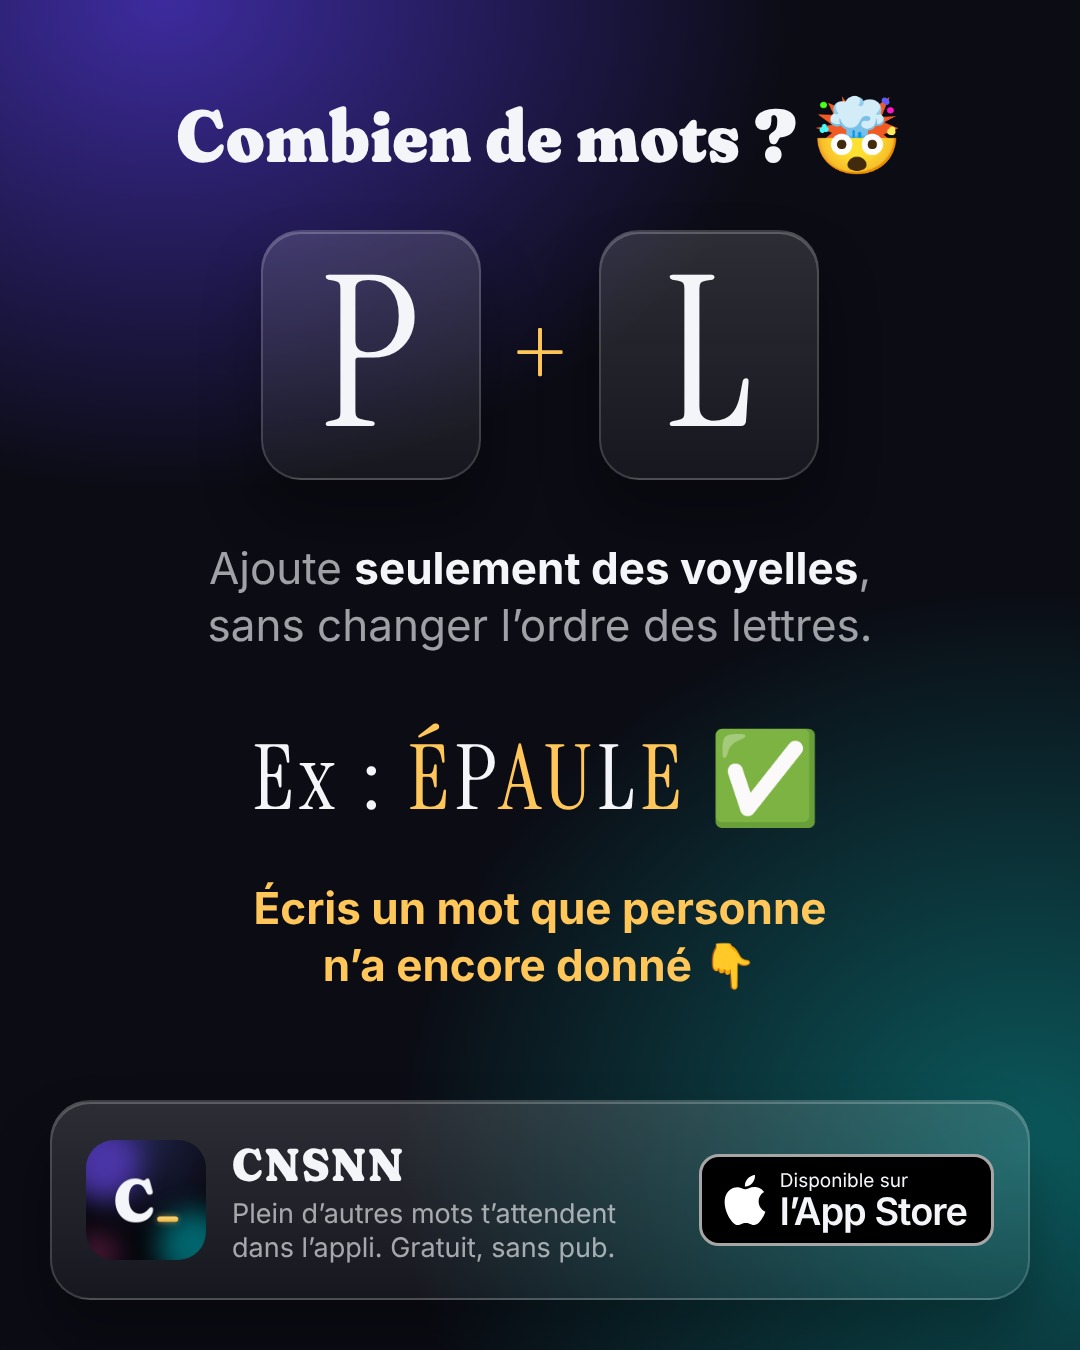 Combien de mots ? 🤯
P + L
Ajoute seulement des voyelles,
sans changer l’ordre des lettres.
Ex : ÉPAULE ✅
Écris un mot que personne
n’a encore donné 👇
C_
CNSNN
Plein d’autres mots t’attendent
dans l’appli. Gratuit, sans pub.
Disponible sur
l’App Store